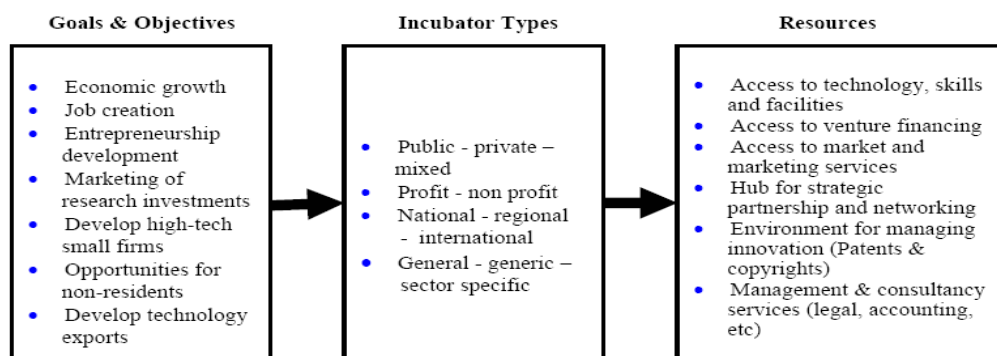 Goals & Objectives
• Economic growth
• Job creation
• Entrepreneurship
development
• Marketing of
research investments
• Develop high-tech
small firms
• Opportunities for
non-residents
• Develop technology
exports
Incubator Types
• Public - private –
mixed
• Profit - non profit
• National - regional
- international
• General - generic –
sector specific
Resources
• Access to technology, skills
and facilities
• Access to venture financing
• Access to market and
marketing services
• Hub for strategic
partnership and networking
• Environment for managing
innovation (Patents &
copyrights)
• Management & consultancy
services (legal, accounting,
etc)